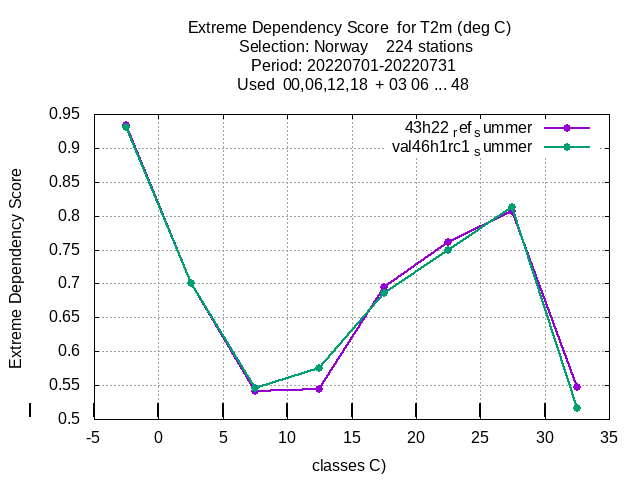 Extreme Dependency Score  for T2m (deg C)
Selection: Norway    224 stations
Period: 20220701-20220731
Used  00,06,12,18  + 03 06 ... 48
43h22 ref summer
val46h1rc1 summer
Extreme Dependency Score
0.95
0.9
0.85
0.8
0.75
0.7
0.65
0.6
0.55
0.5
-5 0 5 10 15 20 25 30 35
classes C)